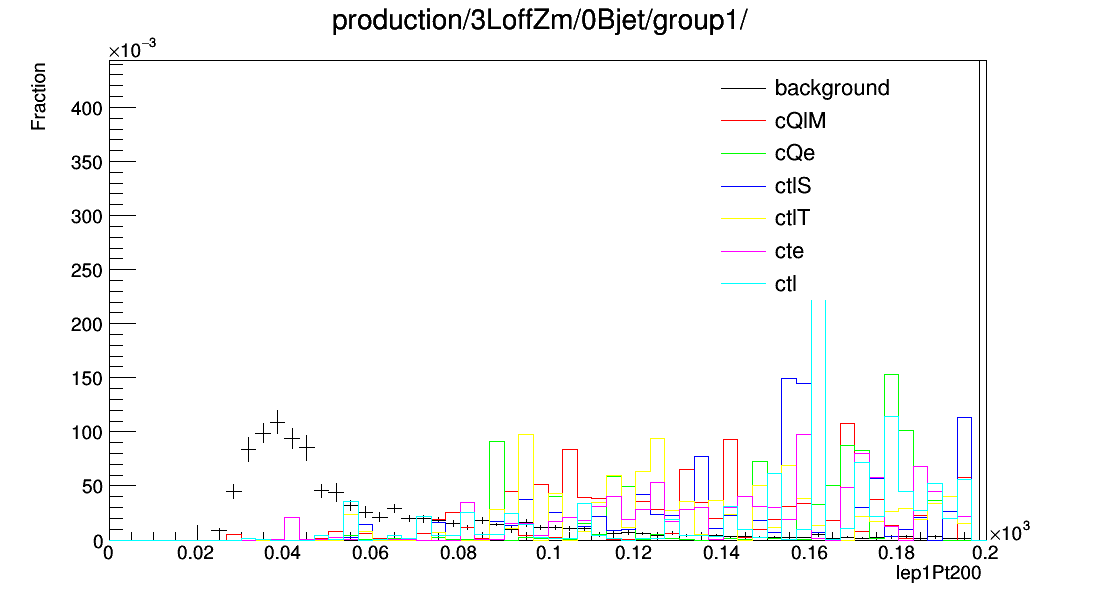 production/3LoffZm/0Bjet/group1/
×10⁻³
Fraction
400
350
300
250
200
150
100
50
0
background
cQlM
cQe
ctlS
ctlT
cte
ctl
0 0.02 0.04 0.06 0.08 0.1 0.12 0.14 0.16 0.18 0.2
×10³
lep1Pt200